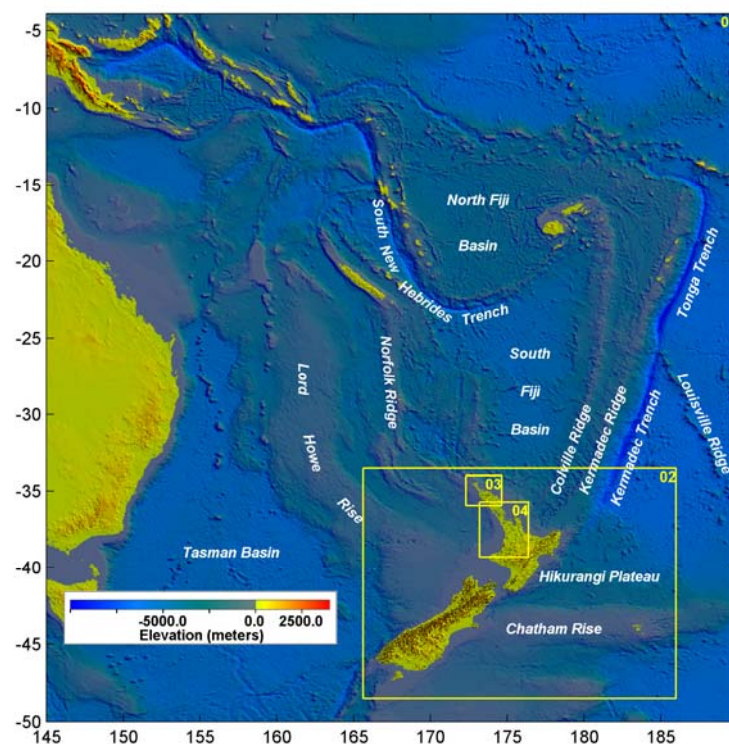 -5
0
-10
-15
North Fiji
Basin
South New Hebrides Trench
-20
Tonga Trench
-25
South
Fiji
Basin
Lord Howe Rise
Norfolk Ridge
Louisville Ridge
-30
Colville Ridge
Kermadec Ridge
Kermadec Trench
02
03
-35
04
Tasman Basin
-40
Hikurangi Plateau
-5000.0 0.0 2500.0
Elevation (meters)
Chatham Rise
-45
-50
145 150 155 160 165 170 175 180 185